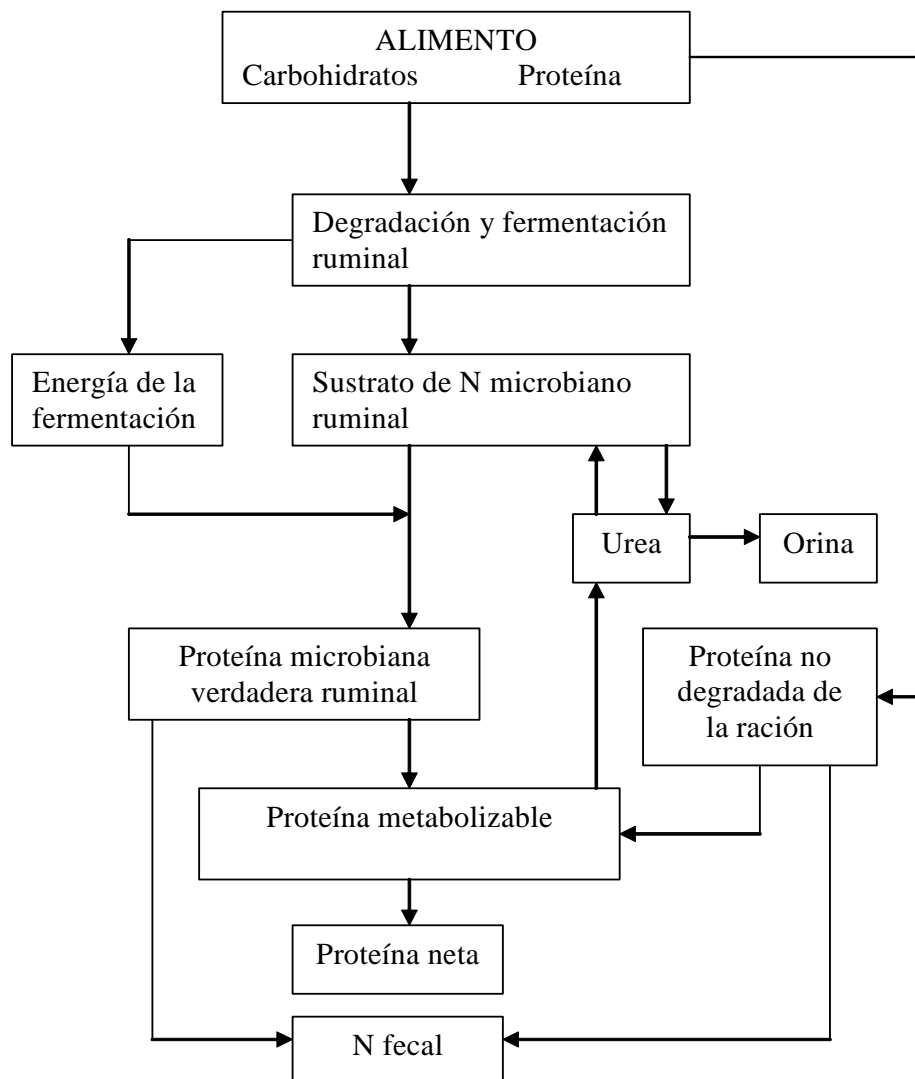 ALIMENTO
Carbohidratos Proteína
Degradación y fermentación
ruminal
Energía de la
fermentación
Sustrato de N microbiano
ruminal
Urea
Orina
Proteína microbiana
verdadera ruminal
Proteína no
degradada de
la ración
Proteína metabolizable
Proteína neta
N fecal